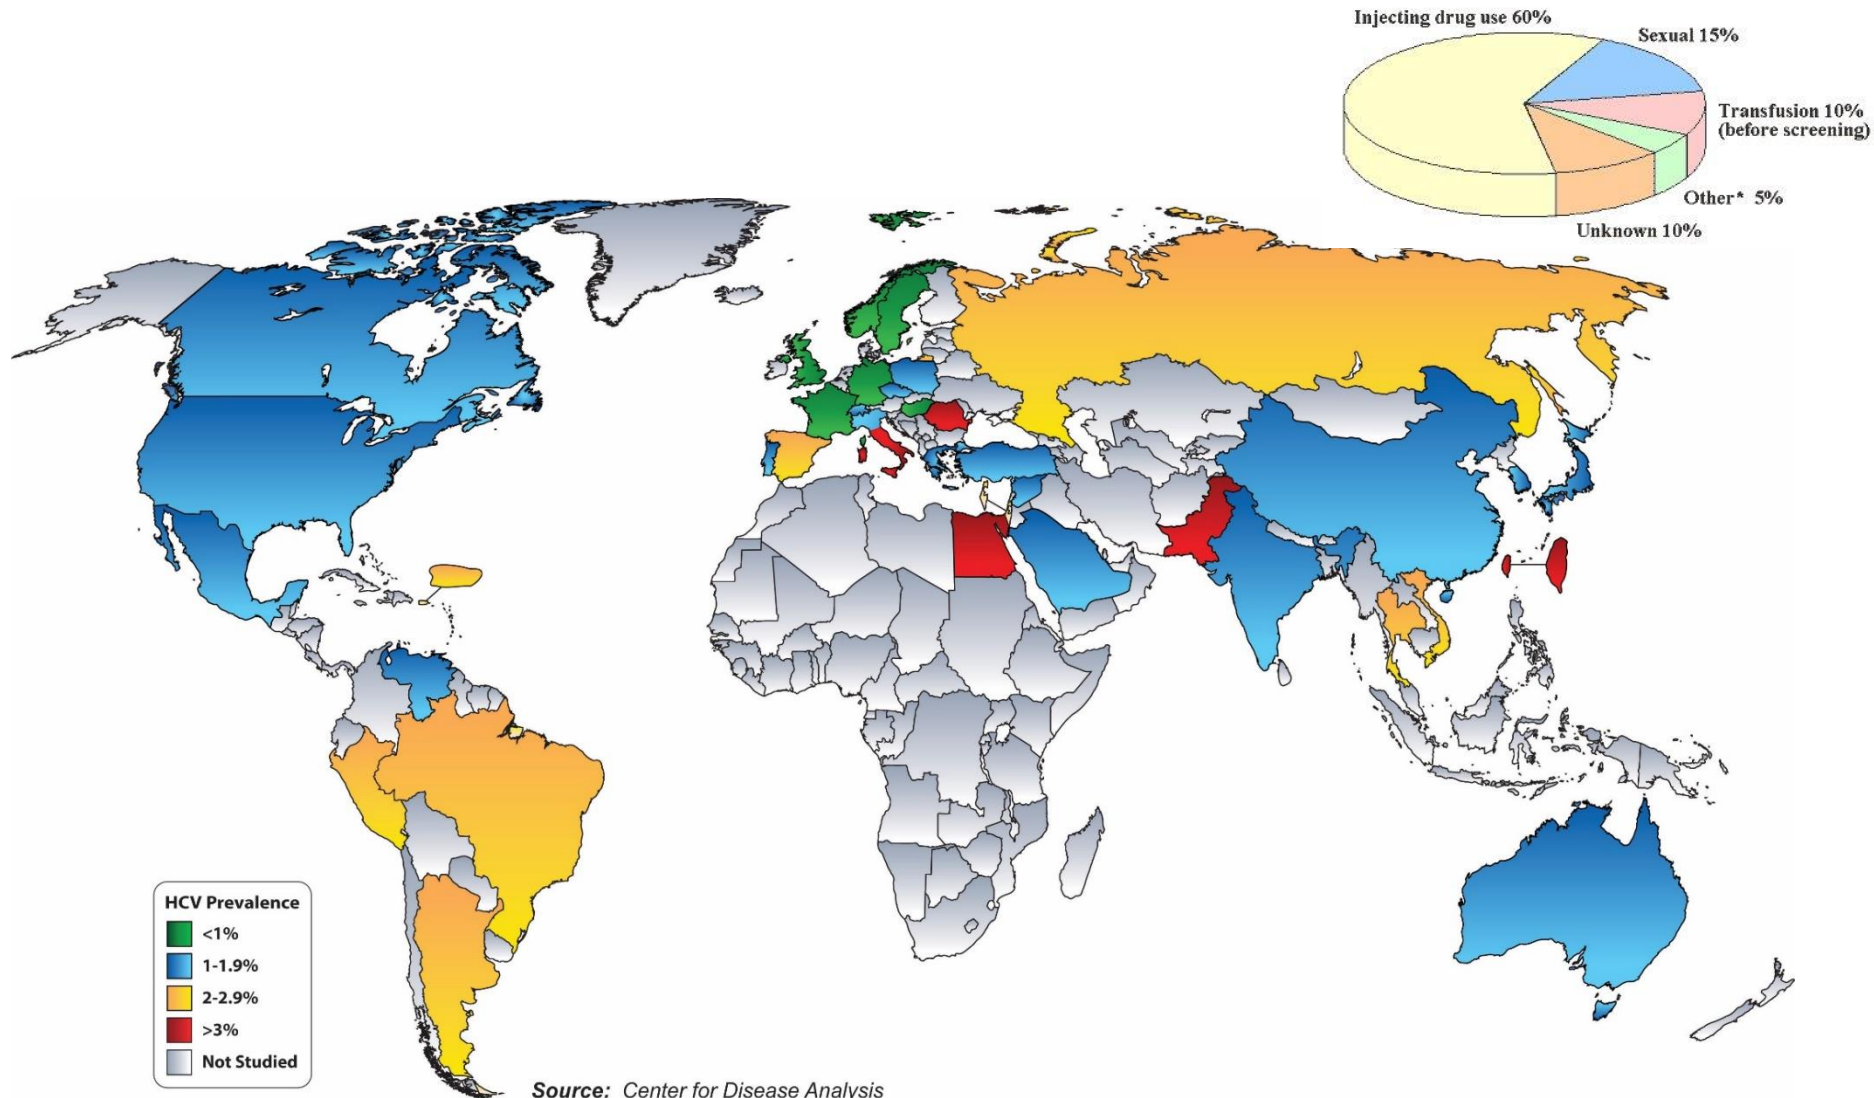 Injecting drug use 60%
Sexual 15%
Transfusion 10%
(before screening)
Other* 5%
Unknown 10%
HCV Prevalence
<1%
1-1.9%
2-2.9%
>3%
Not Studied
Source: Center for Disease Analysis